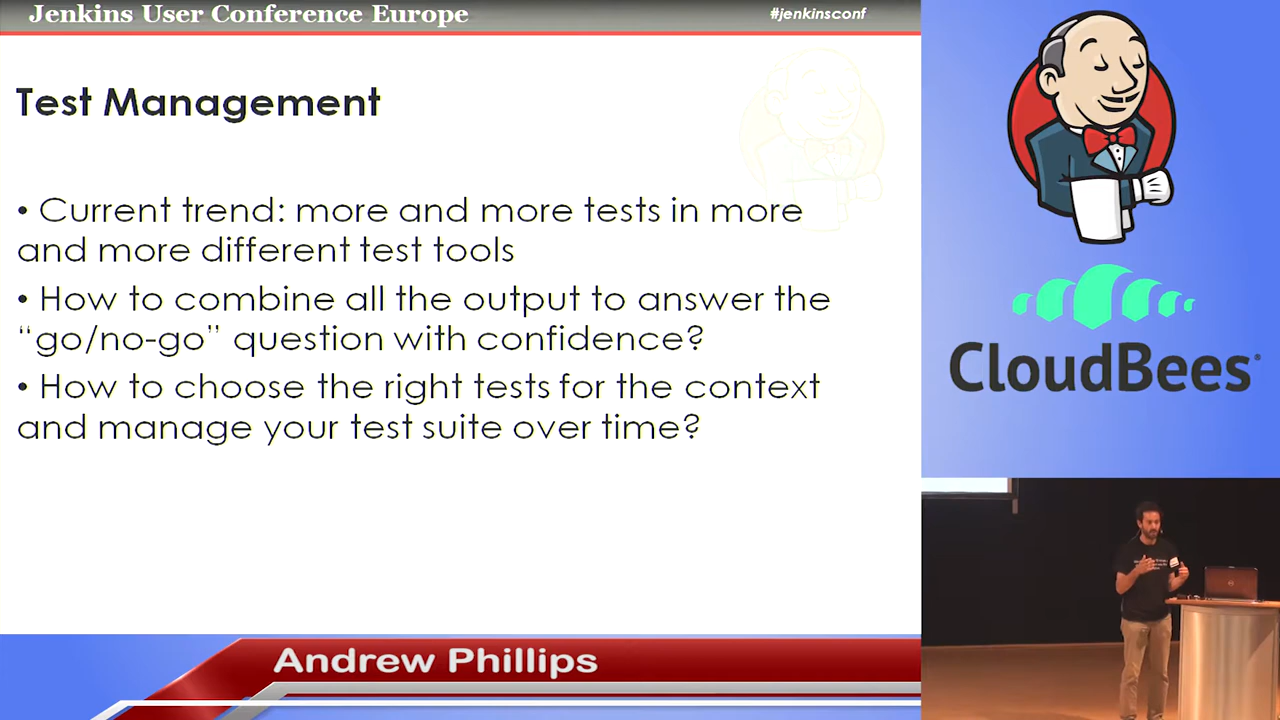 Jenkins User Conference Europe
#jenkinsconf
Test Management
• Current trend: more and more tests in more
and more different test tools
• How to combine all the output to answer the
“go/no-go” question with confidence?
• How to choose the right tests for the context
and manage your test suite over time?
CloudBees
Andrew Phillips